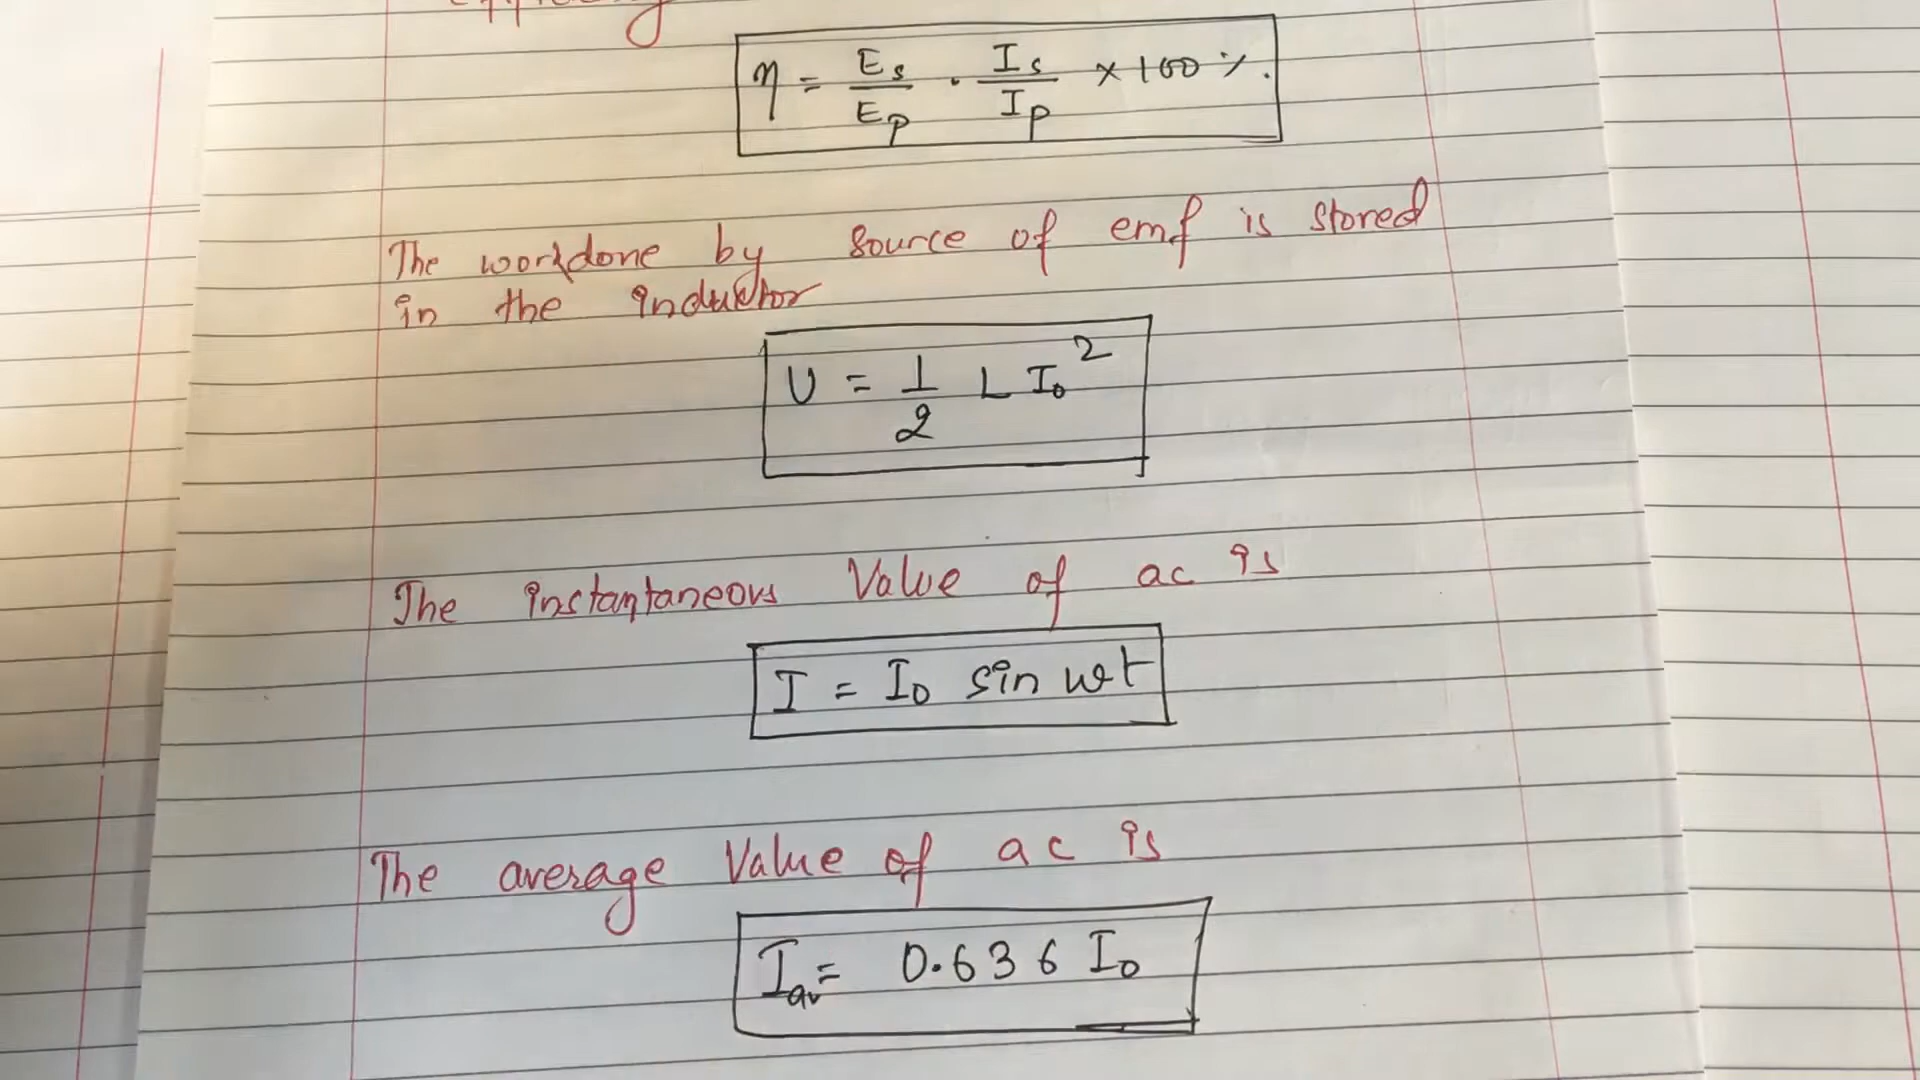 η = Es/Ep . Is/Ip × 100 %.
The workdone by source of emf is stored
in the inductor
U = 1/2 L I₀²
The instantaneous Value of ac is
I = I₀ sin wt
The average Value of ac is
Iav = 0.636 I₀